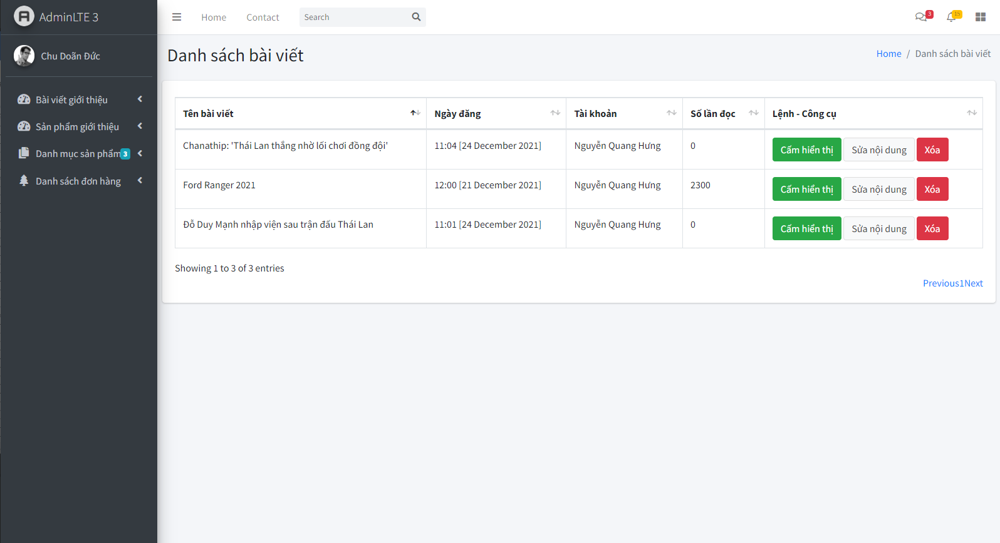 AdminLTE 3
Home Contact Search 3 15
Chu Doãn Đức
Danh sách bài viết
Home / Danh sách bài viết
Bài viết giới thiệu
Sản phẩm giới thiệu
Danh mục sản phẩm 3
Danh sách đơn hàng
Tên bài viết Ngày đăng Tài khoản Số lần đọc Lệnh - Công cụ
Chanathip: 'Thái Lan thắng nhờ lối chơi đồng đội' 11:04 [24 December 2021] Nguyễn Quang Hưng 0 Cấm hiển thị Sửa nội dung Xóa
Ford Ranger 2021 12:00 [21 December 2021] Nguyễn Quang Hưng 2300 Cấm hiển thị Sửa nội dung Xóa
Đỗ Duy Mạnh nhập viện sau trận đấu Thái Lan 11:01 [24 December 2021] Nguyễn Quang Hưng 0 Cấm hiển thị Sửa nội dung Xóa
Showing 1 to 3 of 3 entries
Previous1Next